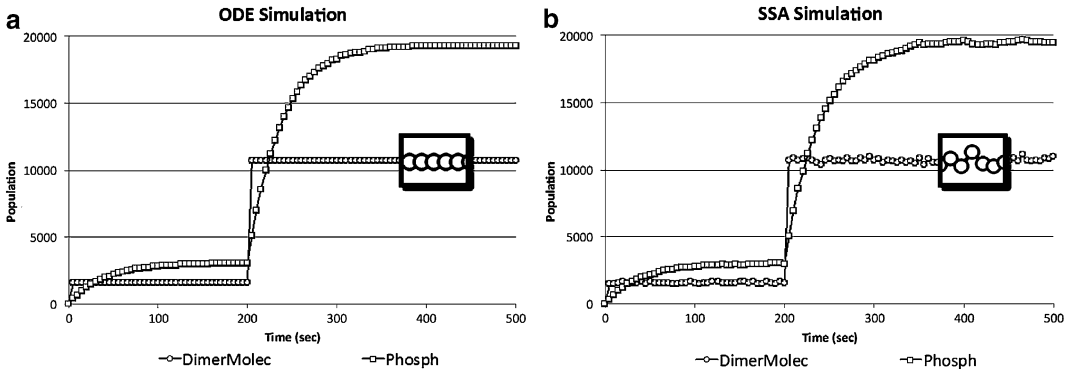 a
ODE Simulation
20000
15000
10000
5000
0
Population
0 100 200 300 400 500
Time (sec)
DimerMolec Phosph
b
SSA Simulation
20000
15000
10000
5000
0
Population
0 100 200 300 400 500
Time (sec)
DimerMolec Phosph